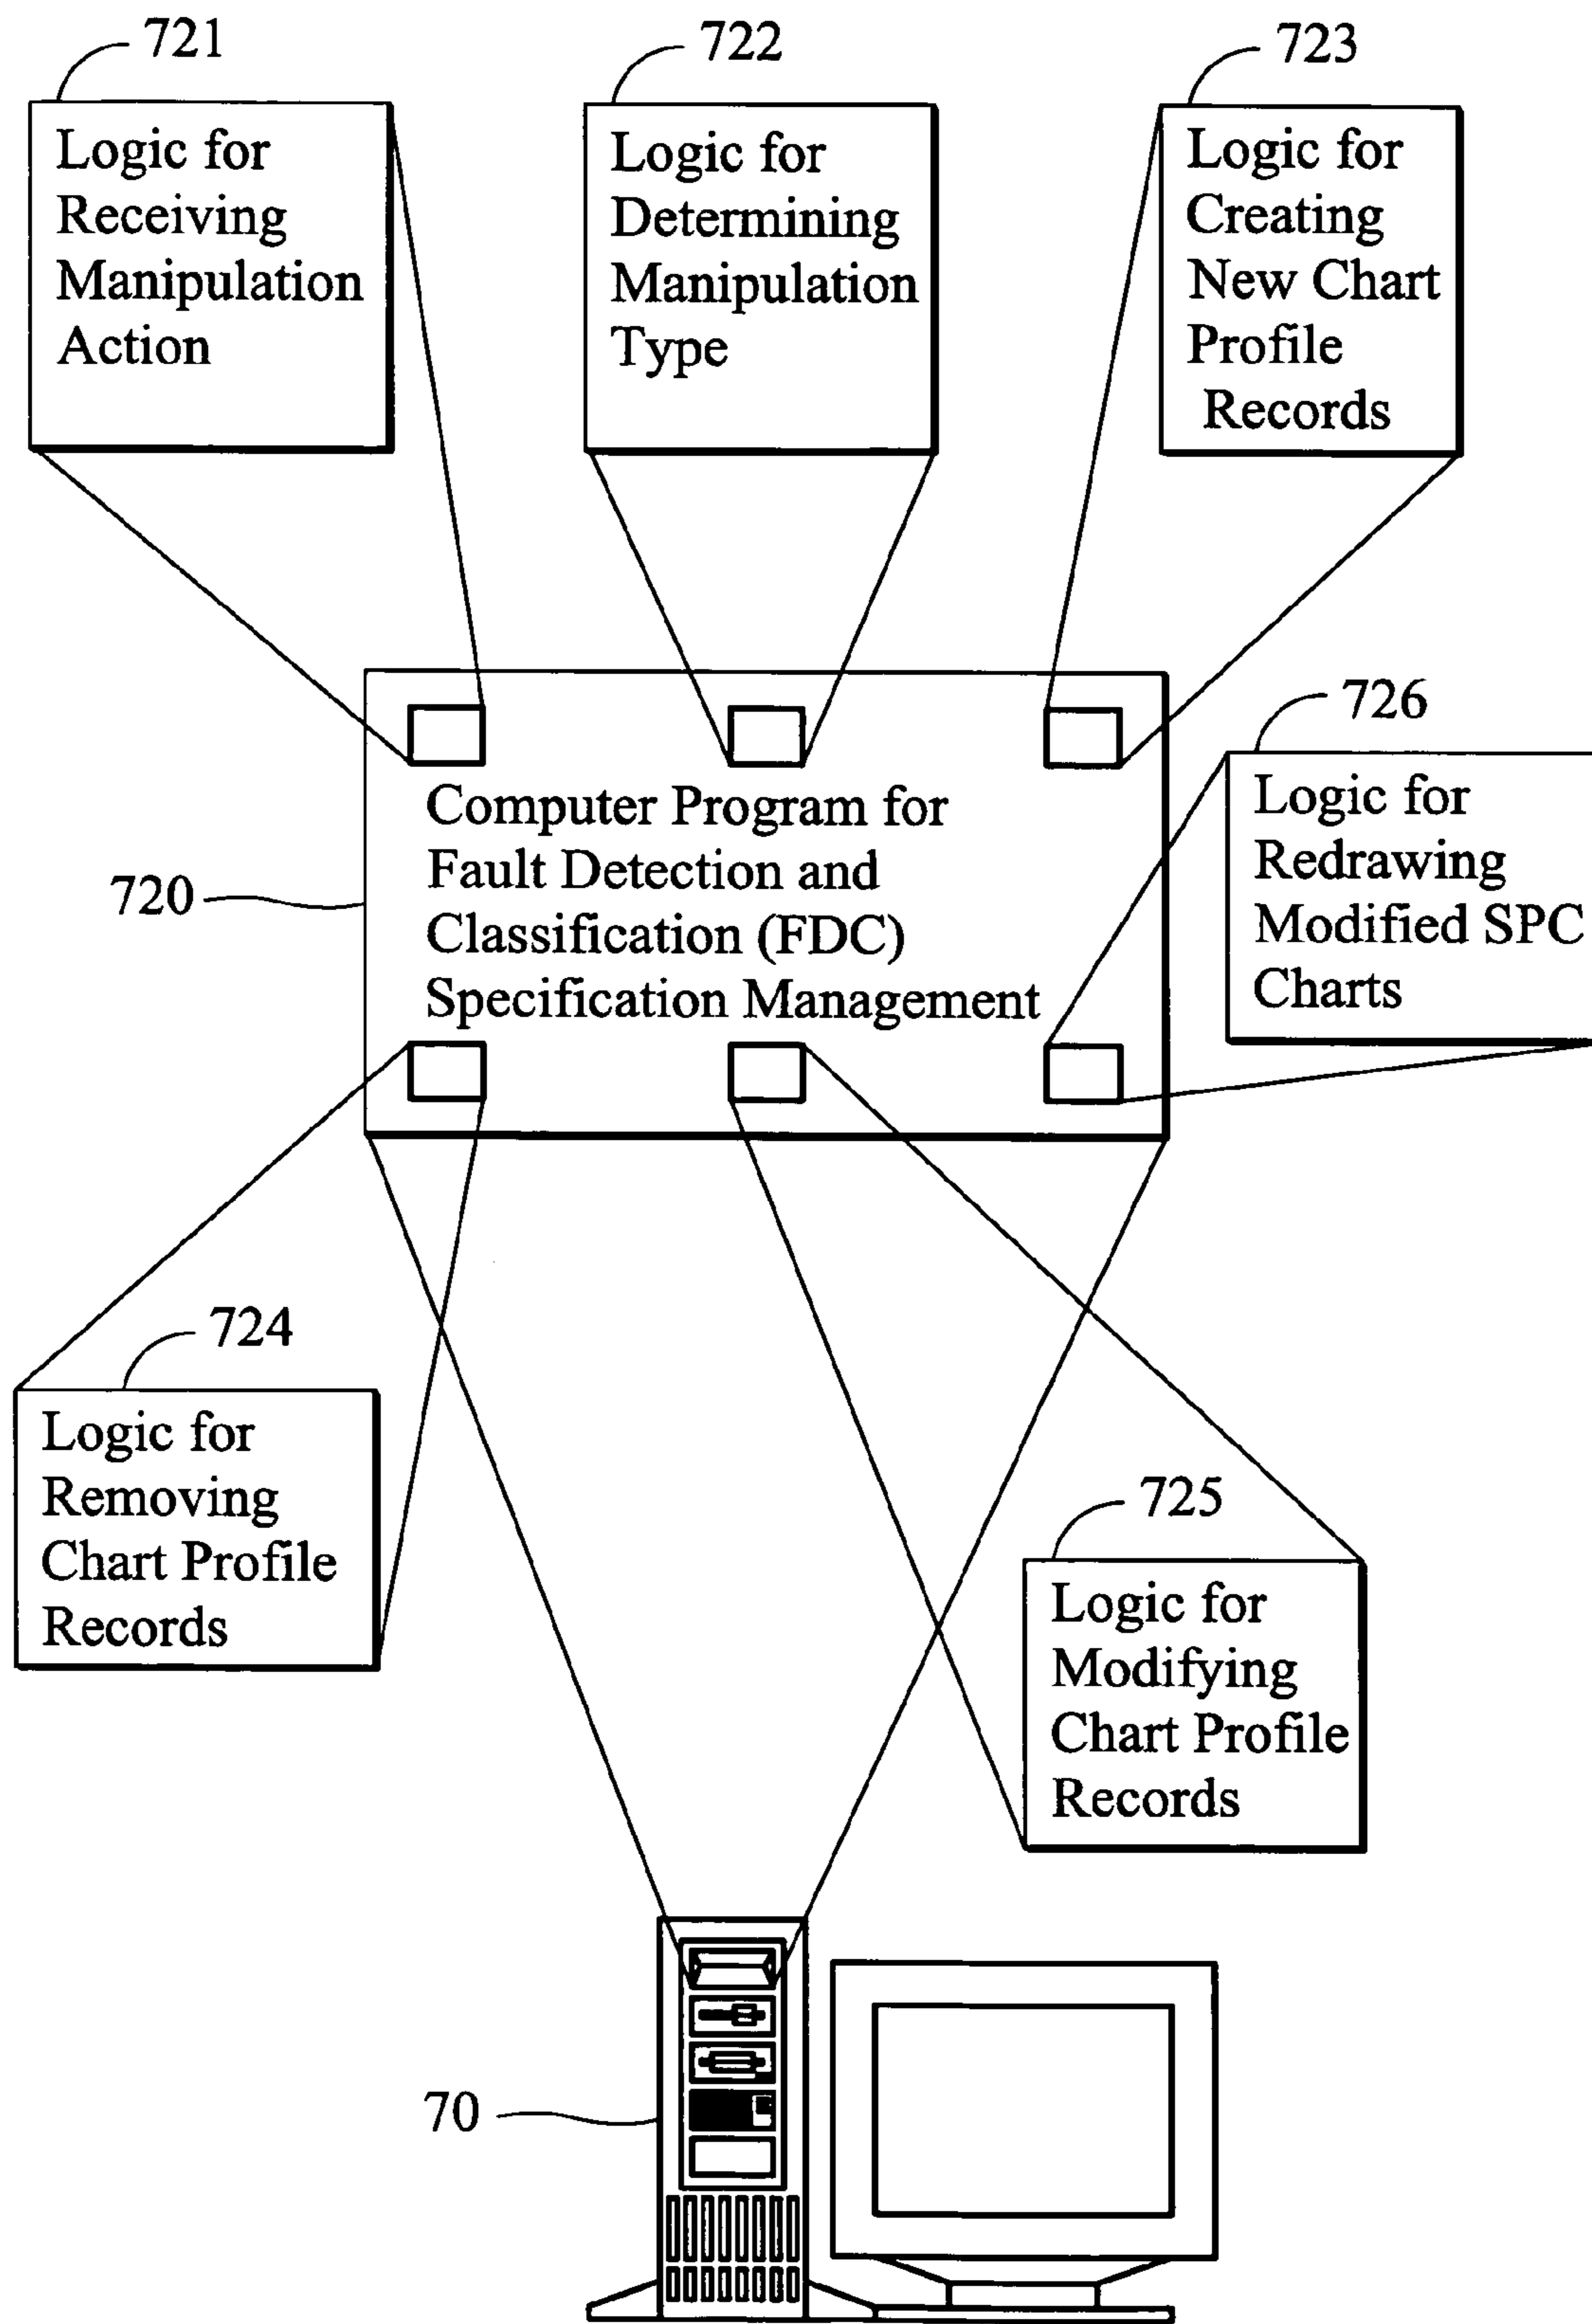 721
Logic for
Receiving
Manipulation
Action
722
Logic for
Determining
Manipulation
Type
723
Logic for
Creating
New Chart
Profile
Records
720
Computer Program for
Fault Detection and
Classification (FDC)
Specification Management
726
Logic for
Redrawing
Modified SPC
Charts
724
Logic for
Removing
Chart Profile
Records
725
Logic for
Modifying
Chart Profile
Records
70